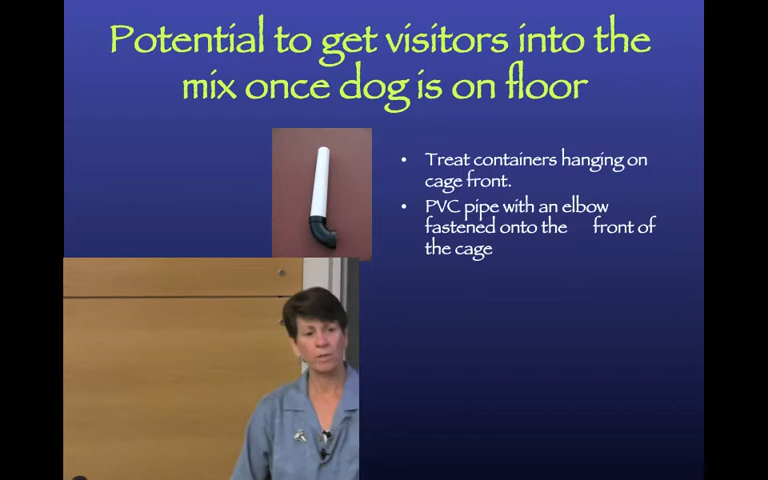 Potential to get visitors into the
mix once dog is on floor
• Treat containers hanging on
cage front.
• PVC pipe with an elbow
fastened onto the front of
the cage